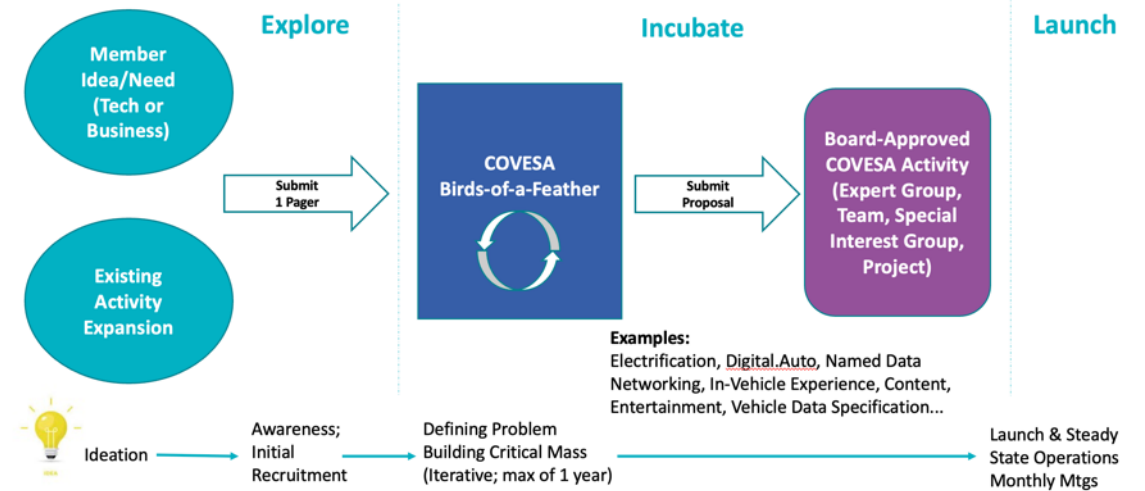 Explore
Incubate
Launch
Member
Idea/Need
(Tech or
Business)
Existing
Activity
Expansion
Submit
1 Pager
COVESA
Birds-of-a-Feather
Submit
Proposal
Board-Approved
COVESA Activity
(Expert Group,
Team, Special
Interest Group,
Project)
Examples:
Electrification, Digital.Auto, Named Data
Networking, In-Vehicle Experience, Content,
Entertainment, Vehicle Data Specification...
Ideation
Awareness;
Initial
Recruitment
Defining Problem
Building Critical Mass
(Iterative; max of 1 year)
Launch & Steady
State Operations
Monthly Mtgs